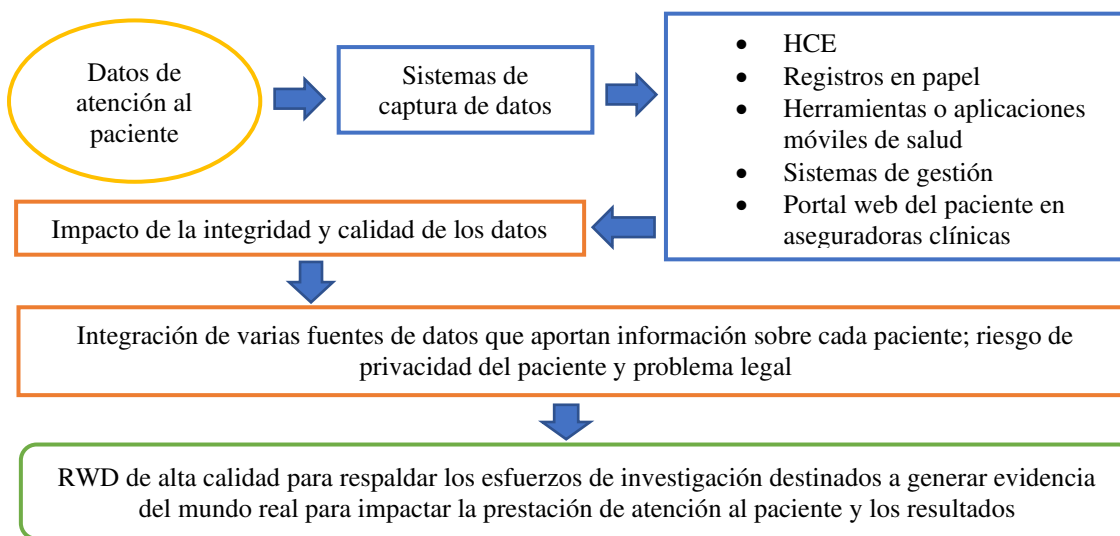 Datos de
atención al
paciente
Sistemas de
captura de datos
• HCE
• Registros en papel
• Herramientas o aplicaciones
móviles de salud
• Sistemas de gestión
• Portal web del paciente en
aseguradoras clínicas
Impacto de la integridad y calidad de los datos
Integración de varias fuentes de datos que aportan información sobre cada paciente; riesgo de
privacidad del paciente y problema legal
RWD de alta calidad para respaldar los esfuerzos de investigación destinados a generar evidencia
del mundo real para impactar la prestación de atención al paciente y los resultados